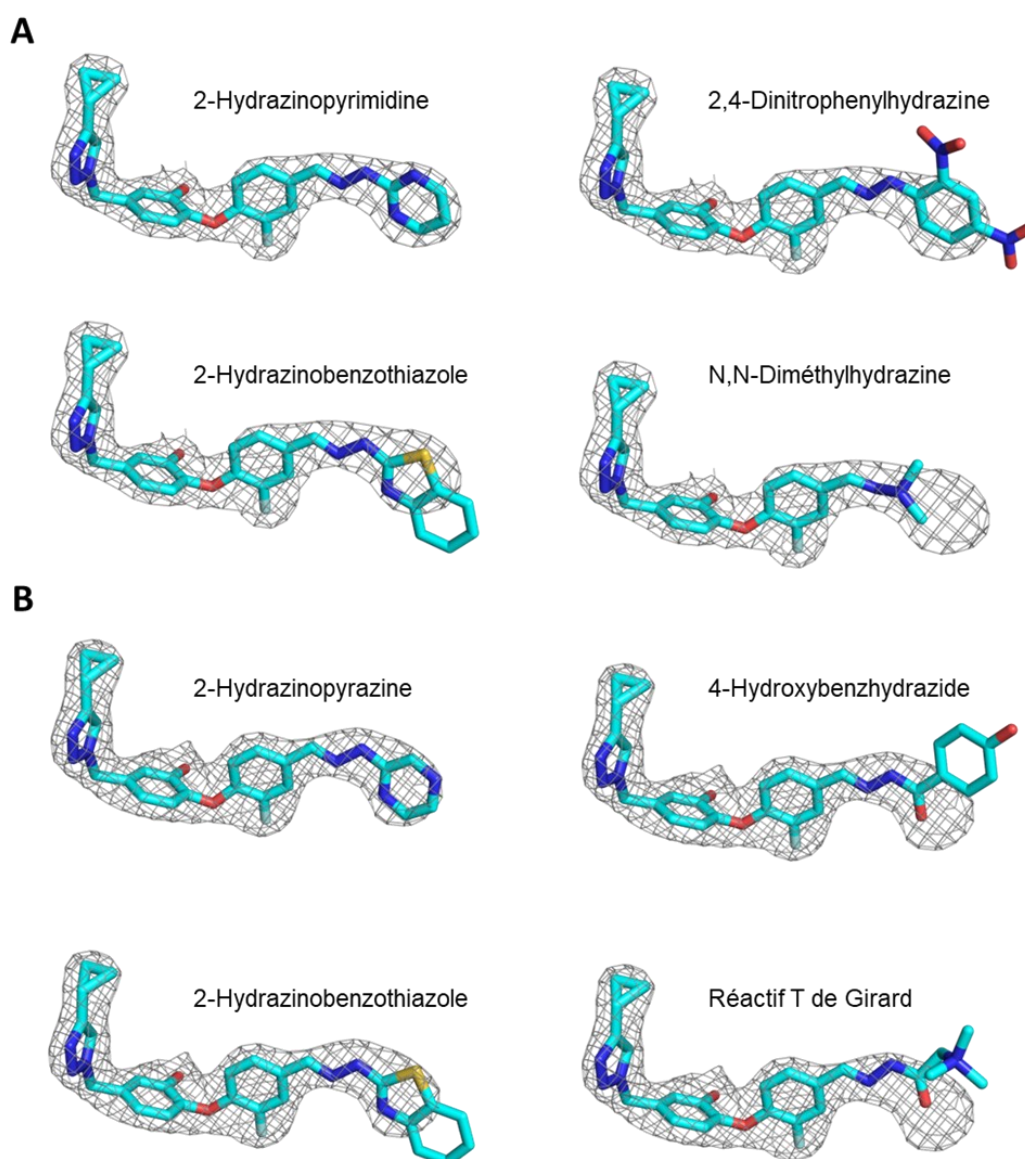 A
2-Hydrazinopyrimidine
2,4-Dinitrophenylhydrazine
2-Hydrazinobenzothiazole
N,N-Diméthylhydrazine
B
2-Hydrazinopyrazine
4-Hydroxybenzhydrazide
2-Hydrazinobenzothiazole
Réactif T de Girard